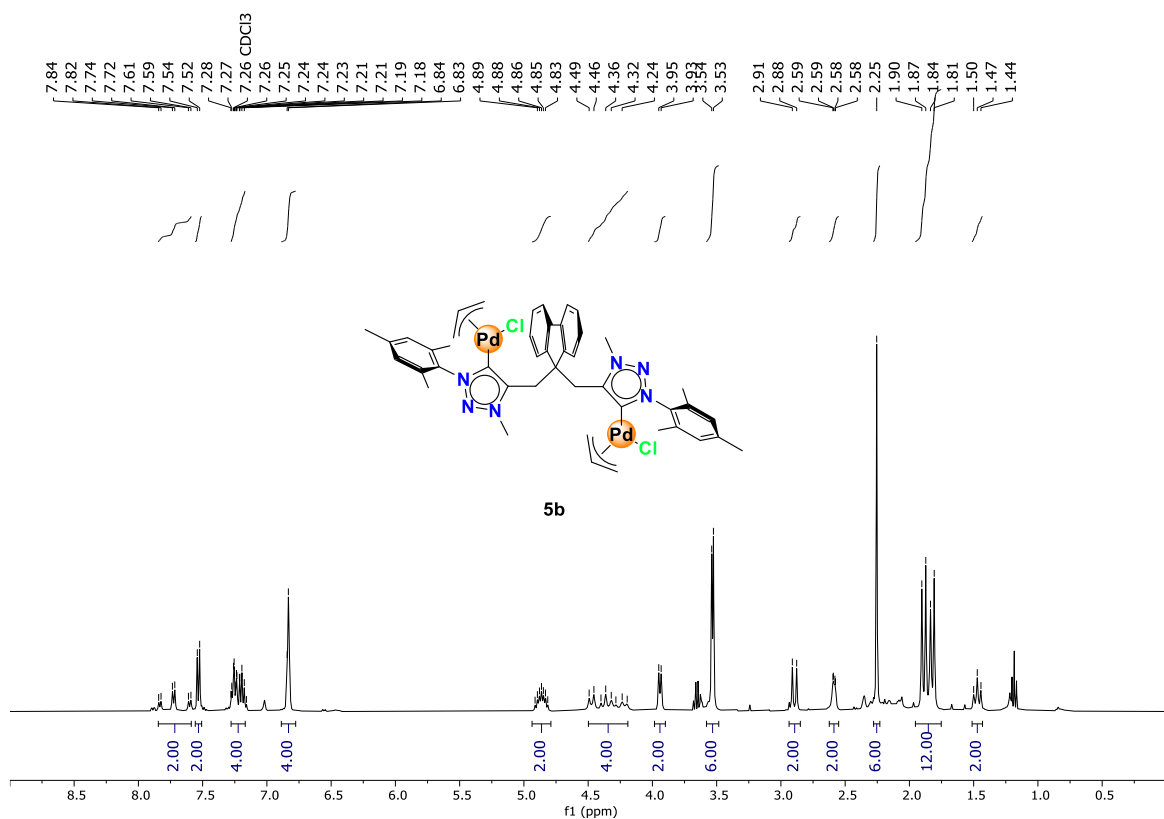 7.84 7.82 7.74 7.72 7.61 7.59 7.54 7.52 7.28 7.27 7.26 CDCl3 7.26 7.25 7.24 7.24 7.23 7.21 7.21 7.19 7.18 6.84 6.83 4.89 4.88 4.86 4.85 4.83 4.49 4.46 4.36 4.32 4.24 3.95 3.93 3.54 3.53 2.91 2.88 2.59 2.59 2.58 2.58 2.25 1.90 1.87 1.84 1.81 1.50 1.47 1.44
Pd Cl
N N N
N N N
Pd Cl
5b
2.00 2.00 4.00 4.00 2.00 4.00 2.00 6.00 2.00 2.00 6.00 12.00 2.00
8.5 8.0 7.5 7.0 6.5 6.0 5.5 5.0 4.5 4.0 3.5 3.0 2.5 2.0 1.5 1.0 0.5
f1 (ppm)